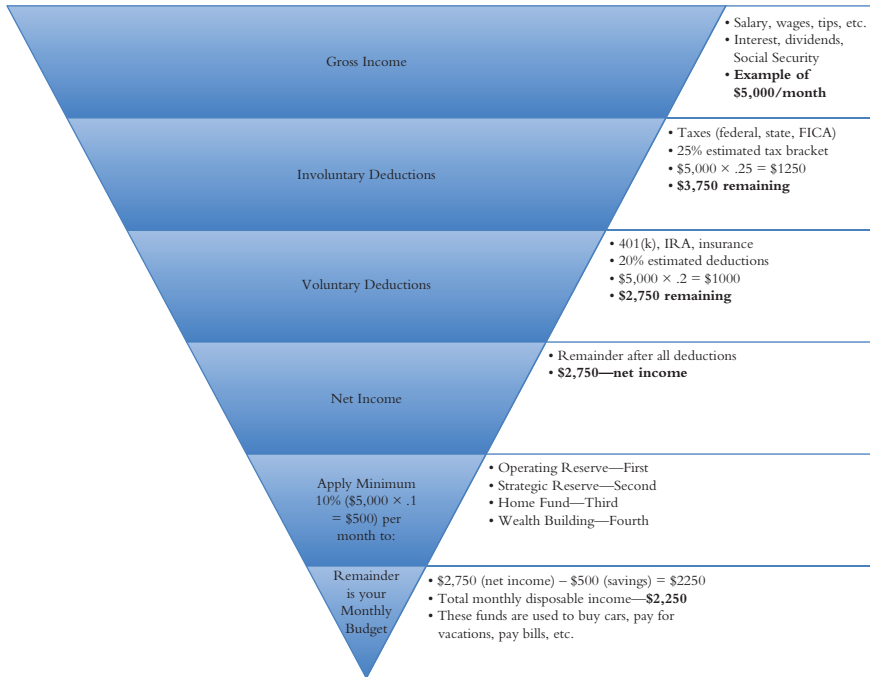 Gross Income
• Salary, wages, tips, etc.
• Interest, dividends,
Social Security
• Example of
$5,000/month
Involuntary Deductions
• Taxes (federal, state, FICA)
• 25% estimated tax bracket
• $5,000 × .25 = $1250
• $3,750 remaining
Voluntary Deductions
• 401(k), IRA, insurance
• 20% estimated deductions
• $5,000 × .2 = $1000
• $2,750 remaining
Net Income
• Remainder after all deductions
• $2,750—net income
Apply Minimum
10% ($5,000 × .1
= $500) per
month to:
• Operating Reserve—First
• Strategic Reserve—Second
• Home Fund—Third
• Wealth Building—Fourth
Remainder
is your
Monthly
Budget
• $2,750 (net income) – $500 (savings) = $2250
• Total monthly disposable income—$2,250
• These funds are used to buy cars, pay for
vacations, pay bills, etc.